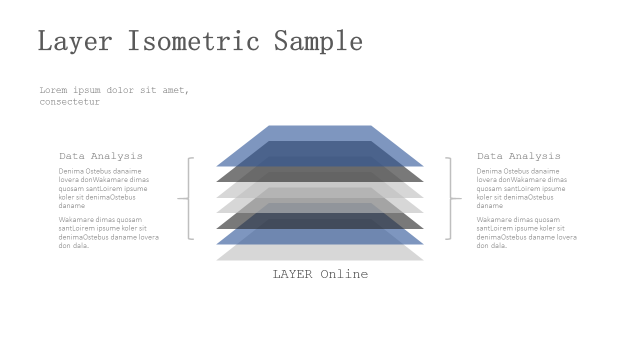 Layer Isometric Sample
Lorem ipsum dolor sit amet,
consectetur
Data Analysis
Denima Ostebus danaime
lovera donWakamare dimas
quosam santLoirem ipsume
koler sit denimaOstebus
daname
Wakamare dimas quosam
santLoirem ipsume koler sit
denimaOstebus daname lovera
don dala.
LAYER Online
Data Analysis
Denima Ostebus danaime
lovera donWakamare dimas
quosam santLoirem ipsume
koler sit denimaOstebus
daname
Wakamare dimas quosam
santLoirem ipsume koler sit
denimaOstebus daname lovera
don dala.